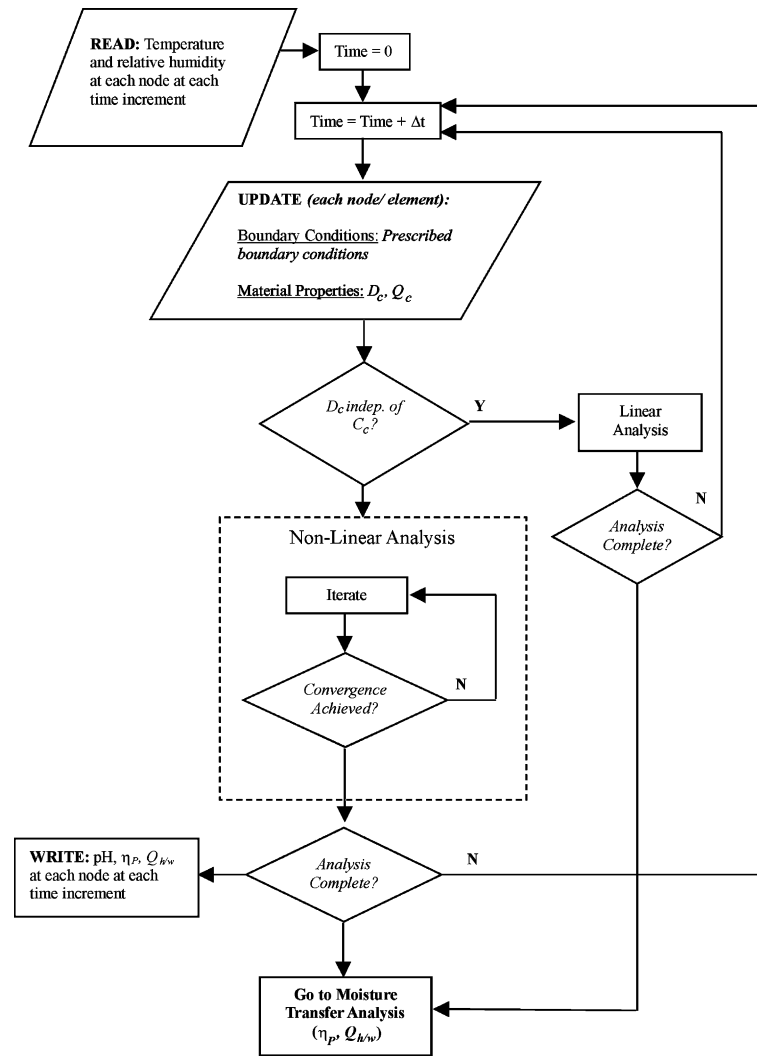 READ: Temperature
and relative humidity
at each node at each
time increment
Time = 0
Time = Time + Δt
UPDATE (each node/ element):
Boundary Conditions: Prescribed
boundary conditions
Material Properties: Dc, Qc
Dc indep. of
Cc?
Y
Linear
Analysis
N
Analysis
Complete?
Non-Linear Analysis
Iterate
Convergence
Achieved?
N
WRITE: pH, ηP, Qh/w
at each node at each
time increment
Analysis
Complete?
N
Go to Moisture
Transfer Analysis
(ηP, Qh/w)